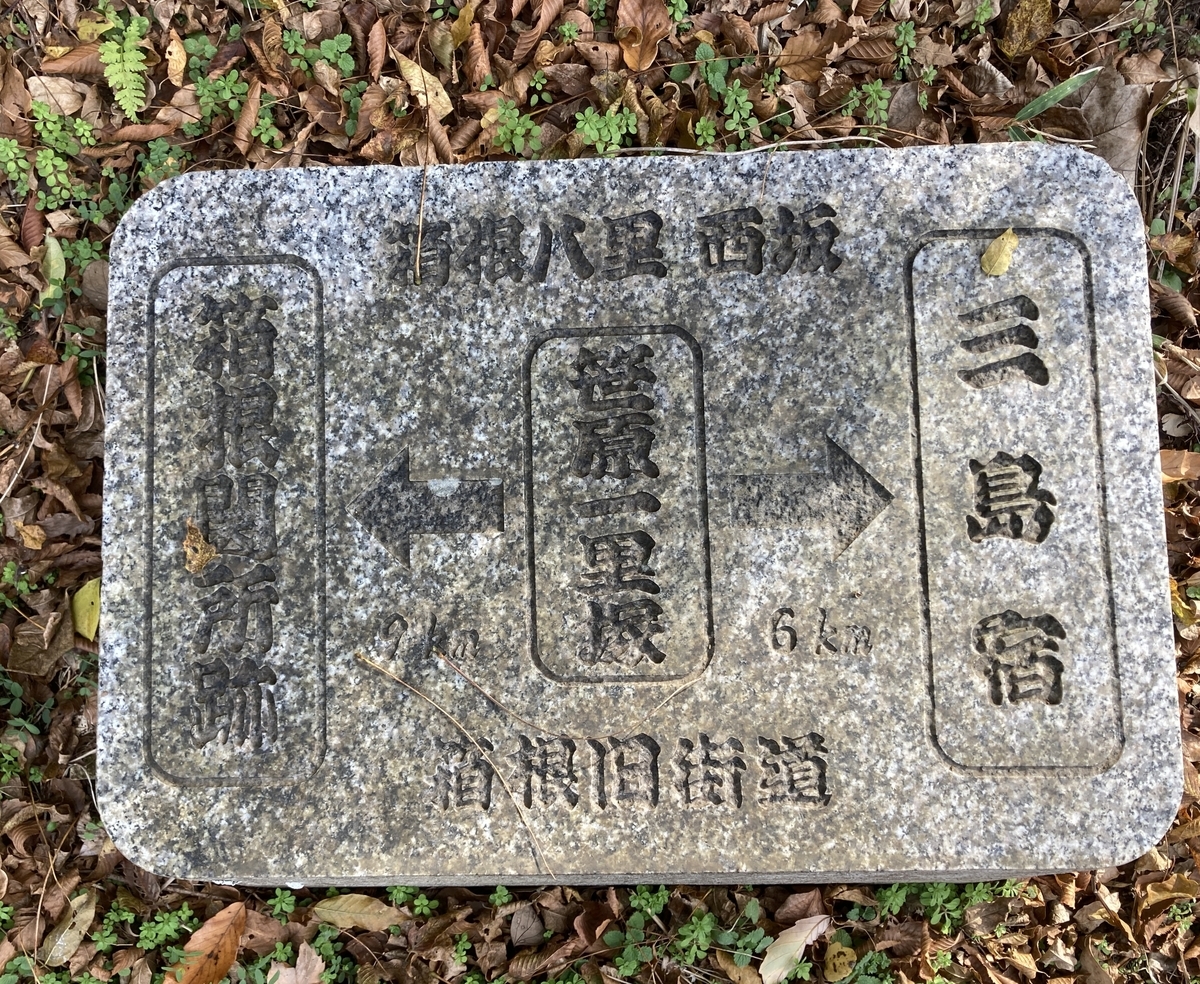 箱根八里 西坂
三島宿
笹原一里塚
箱根関所跡
9km
6km
箱根旧街道